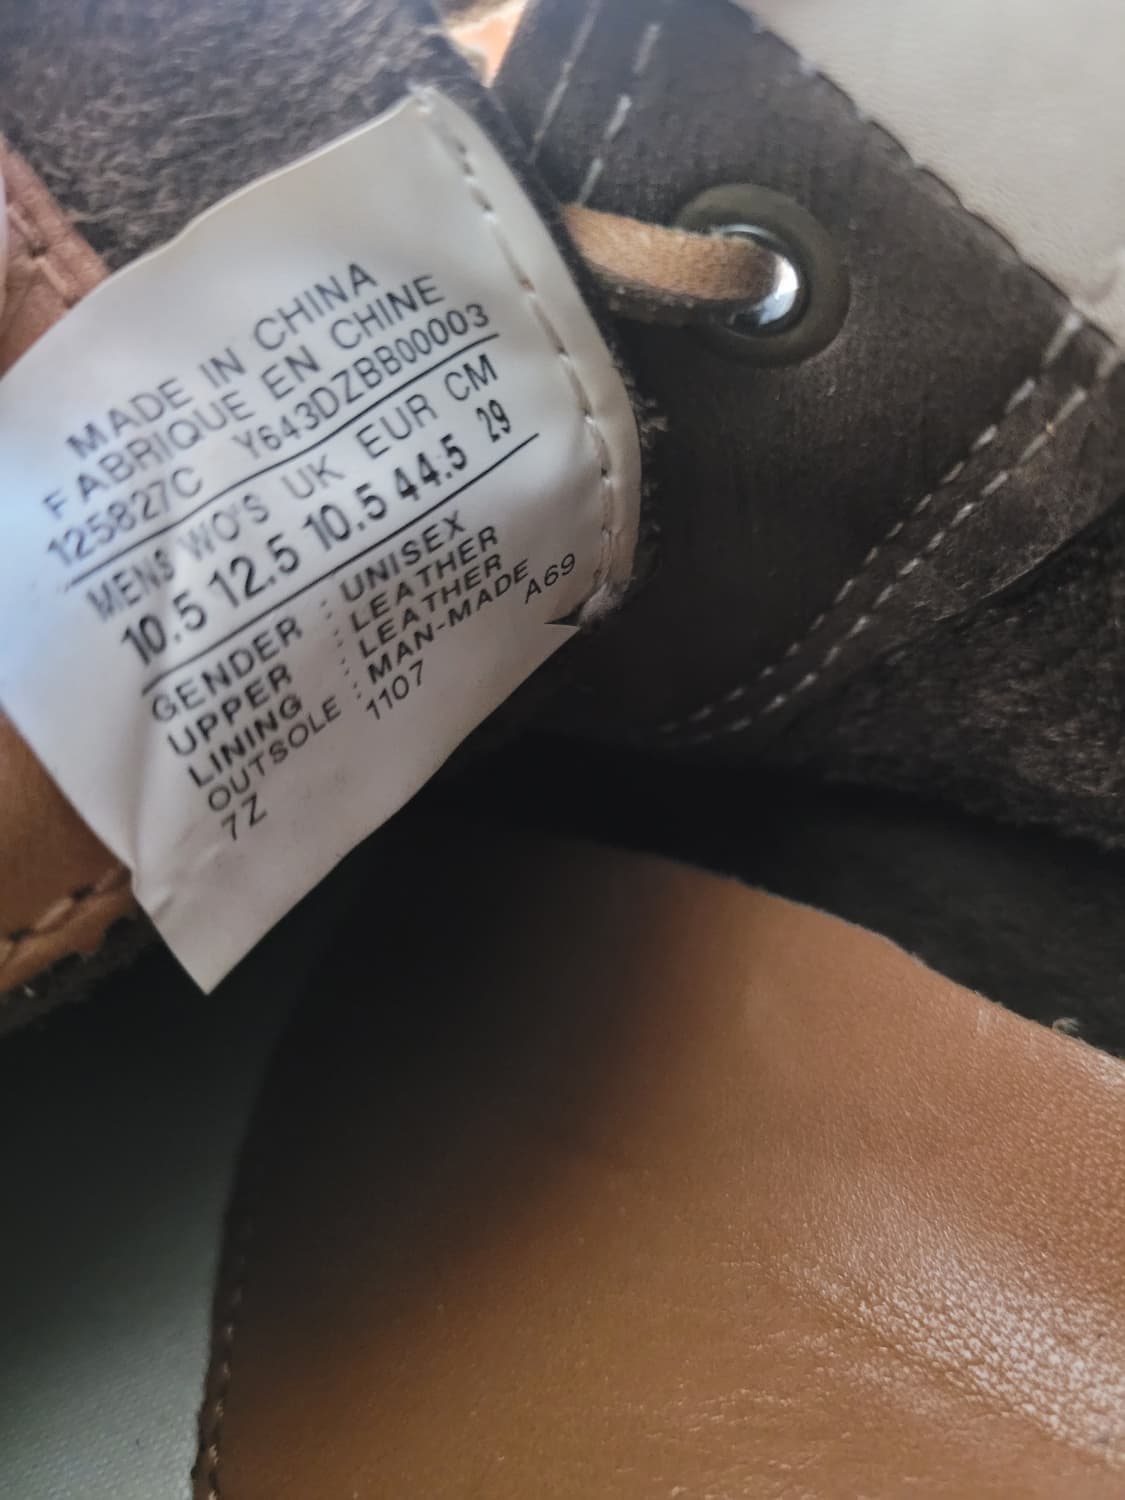 MADE IN CHINA
FABRIQUE EN CHINE
125827C Y643DZBB00003
MENS WO'S UK EUR CM
10.5 12.5 10.5 44.5 29
GENDER : UNISEX
UPPER : LEATHER
LINING : LEATHER
OUTSOLE : MAN-MADE
7Z 1107 A69